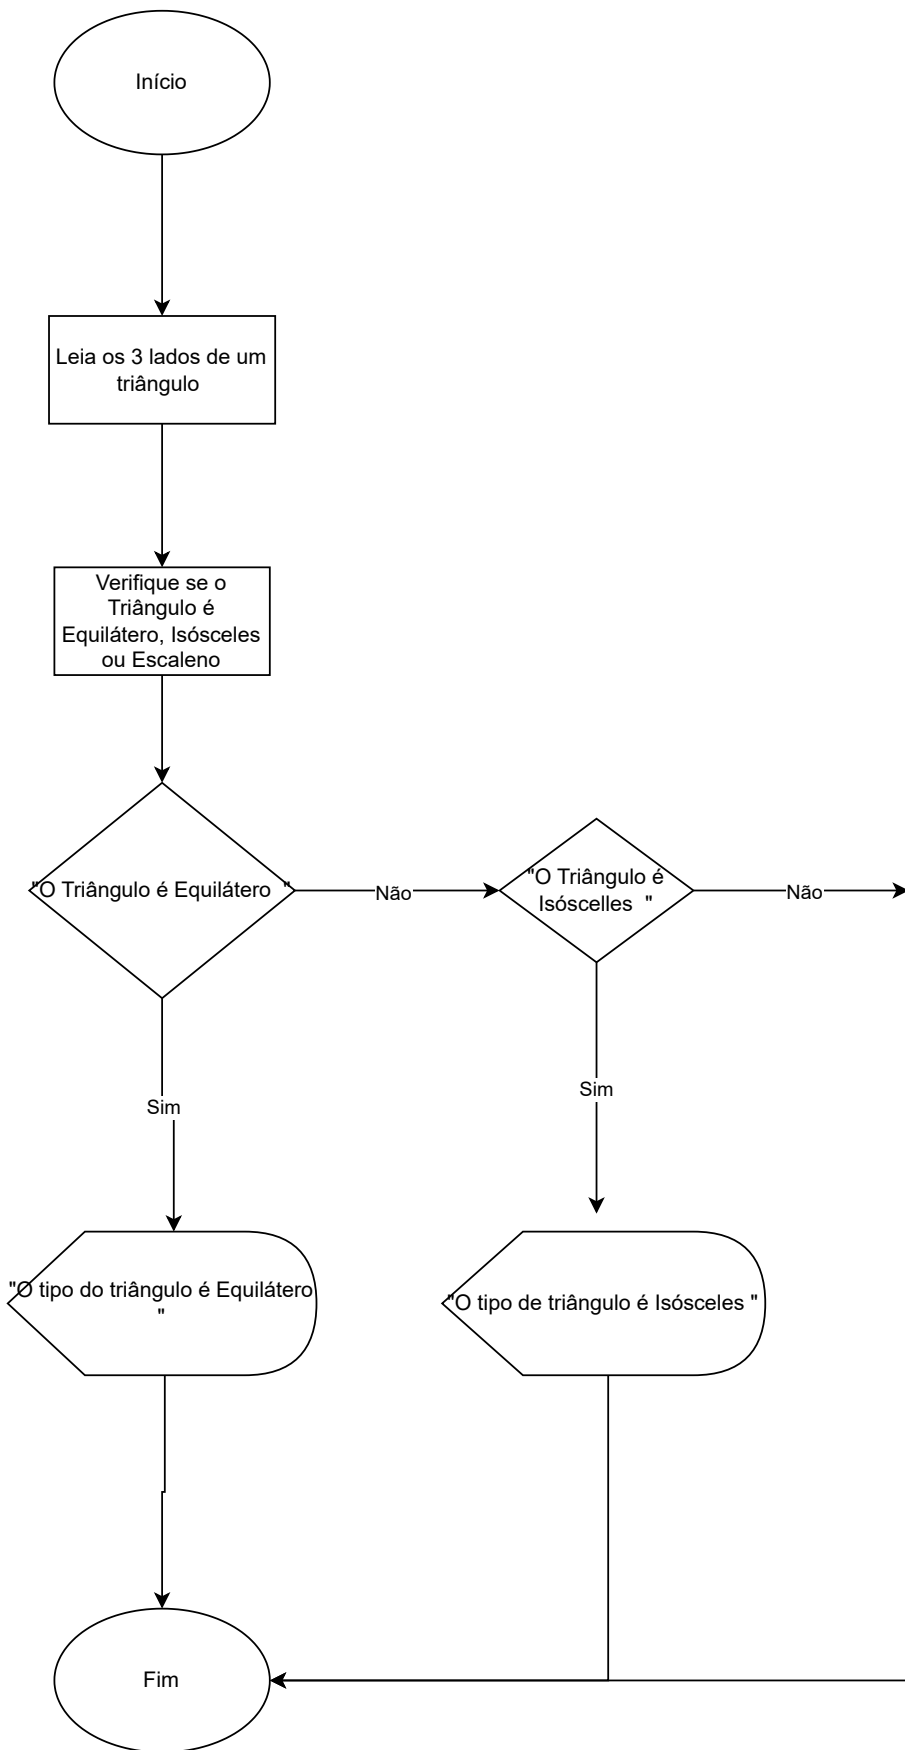 Início
Leia os 3 lados de um
triângulo
Verifique se o
Triângulo é
Equilátero, Isósceles
ou Escaleno
"O Triângulo é Equilátero  "
Não
"O Triângulo é
Isóscelles  "
Não
Sim
Sim
"O tipo do triângulo é Equilátero
"
"O tipo de triângulo é Isósceles "
Fim